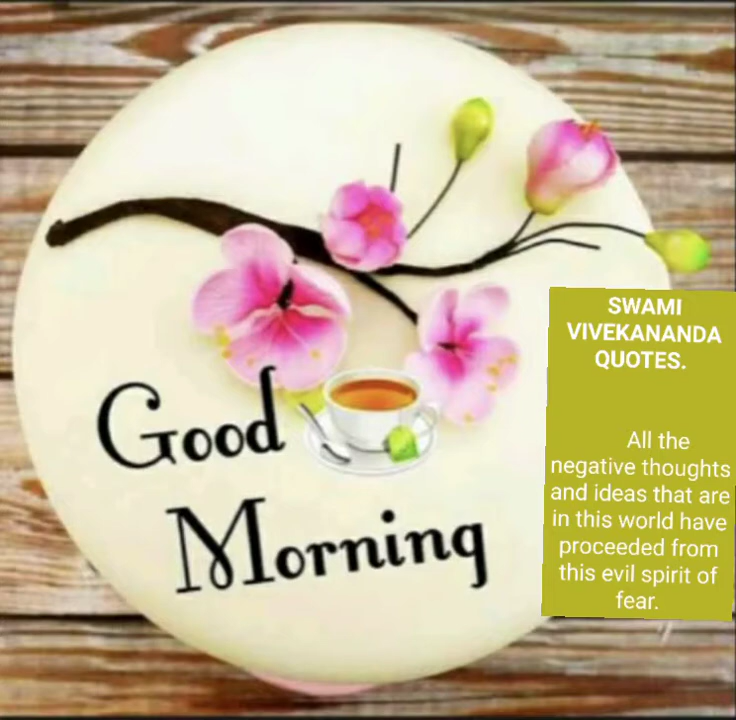 Good
Morning
SWAMI
VIVEKANANDA
QUOTES.
All the
negative thoughts
and ideas that are
in this world have
proceeded from
this evil spirit of
fear.